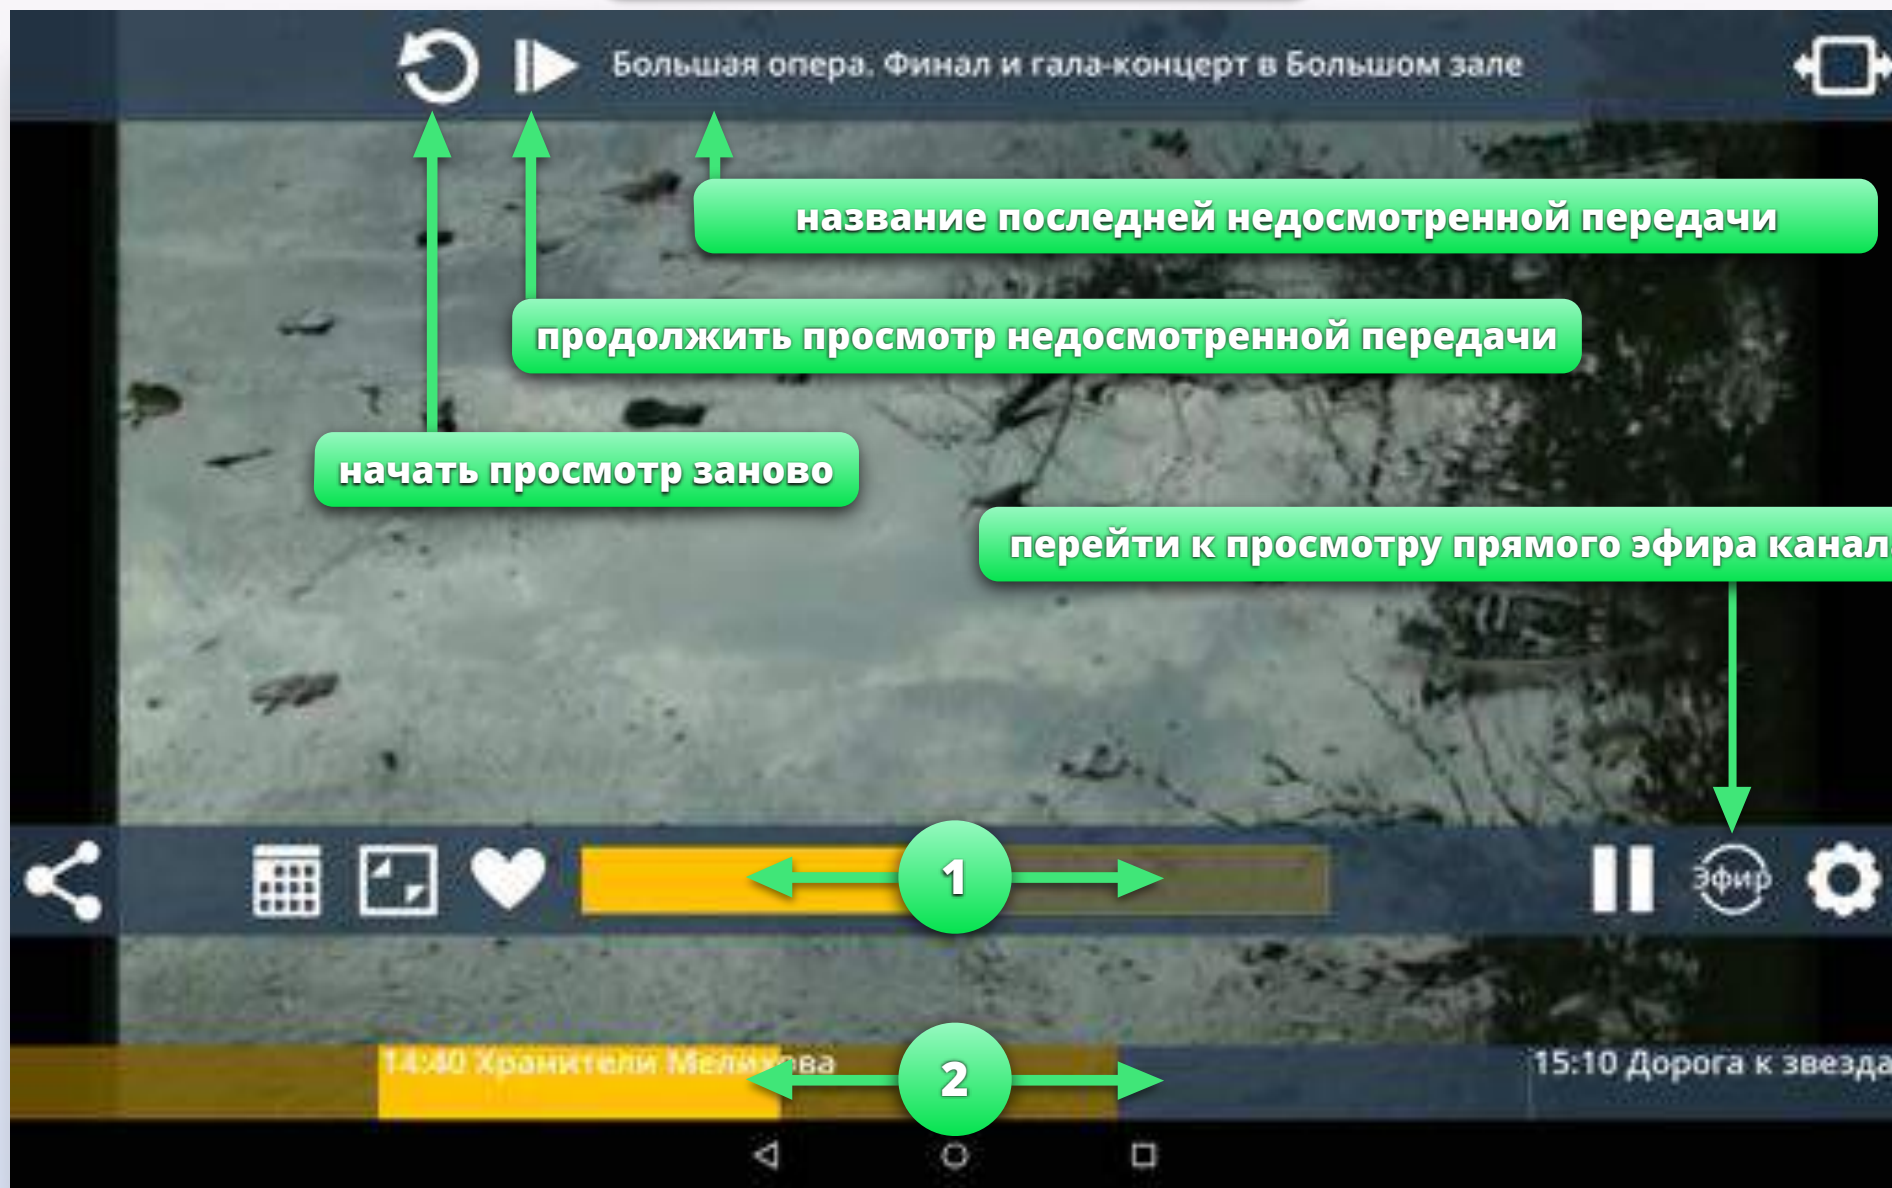 Большая опера. Финал и гала-концерт в Большом зале
название последней недосмотренной передачи
продолжить просмотр недосмотренной передачи
начать просмотр заново
перейти к просмотру прямого эфира канал
1
Эфир
14:40 Хранители Мелихова
2
15:10 Дорога к звезда